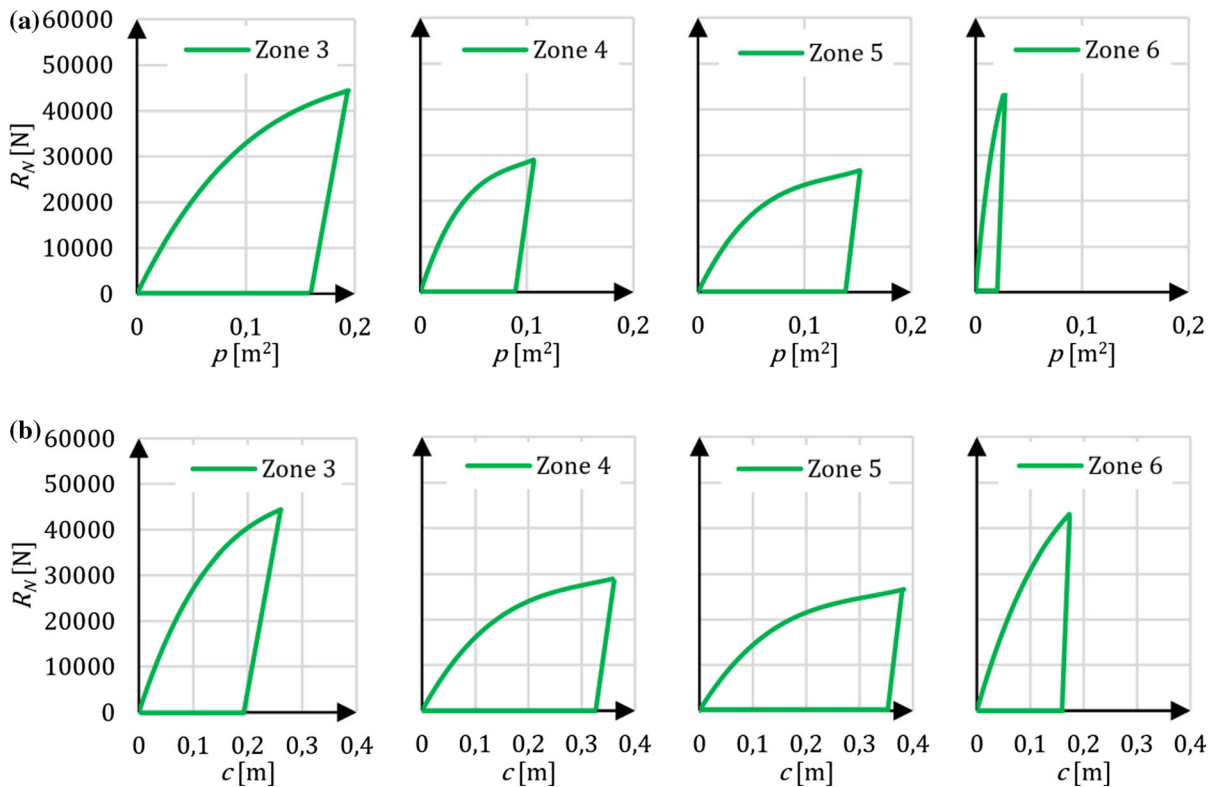 (a)
60000
50000
40000
30000
20000
10000
0
R_N [N]
Zone 3
0 0,1 0,2
p [m²]
Zone 4
0 0,1 0,2
p [m²]
Zone 5
0 0,1 0,2
p [m²]
Zone 6
0 0,1 0,2
p [m²]
(b)
60000
50000
40000
30000
20000
10000
0
R_N [N]
Zone 3
0 0,1 0,2 0,3 0,4
c [m]
Zone 4
0 0,1 0,2 0,3 0,4
c [m]
Zone 5
0 0,1 0,2 0,3 0,4
c [m]
Zone 6
0 0,1 0,2 0,3 0,4
c [m]